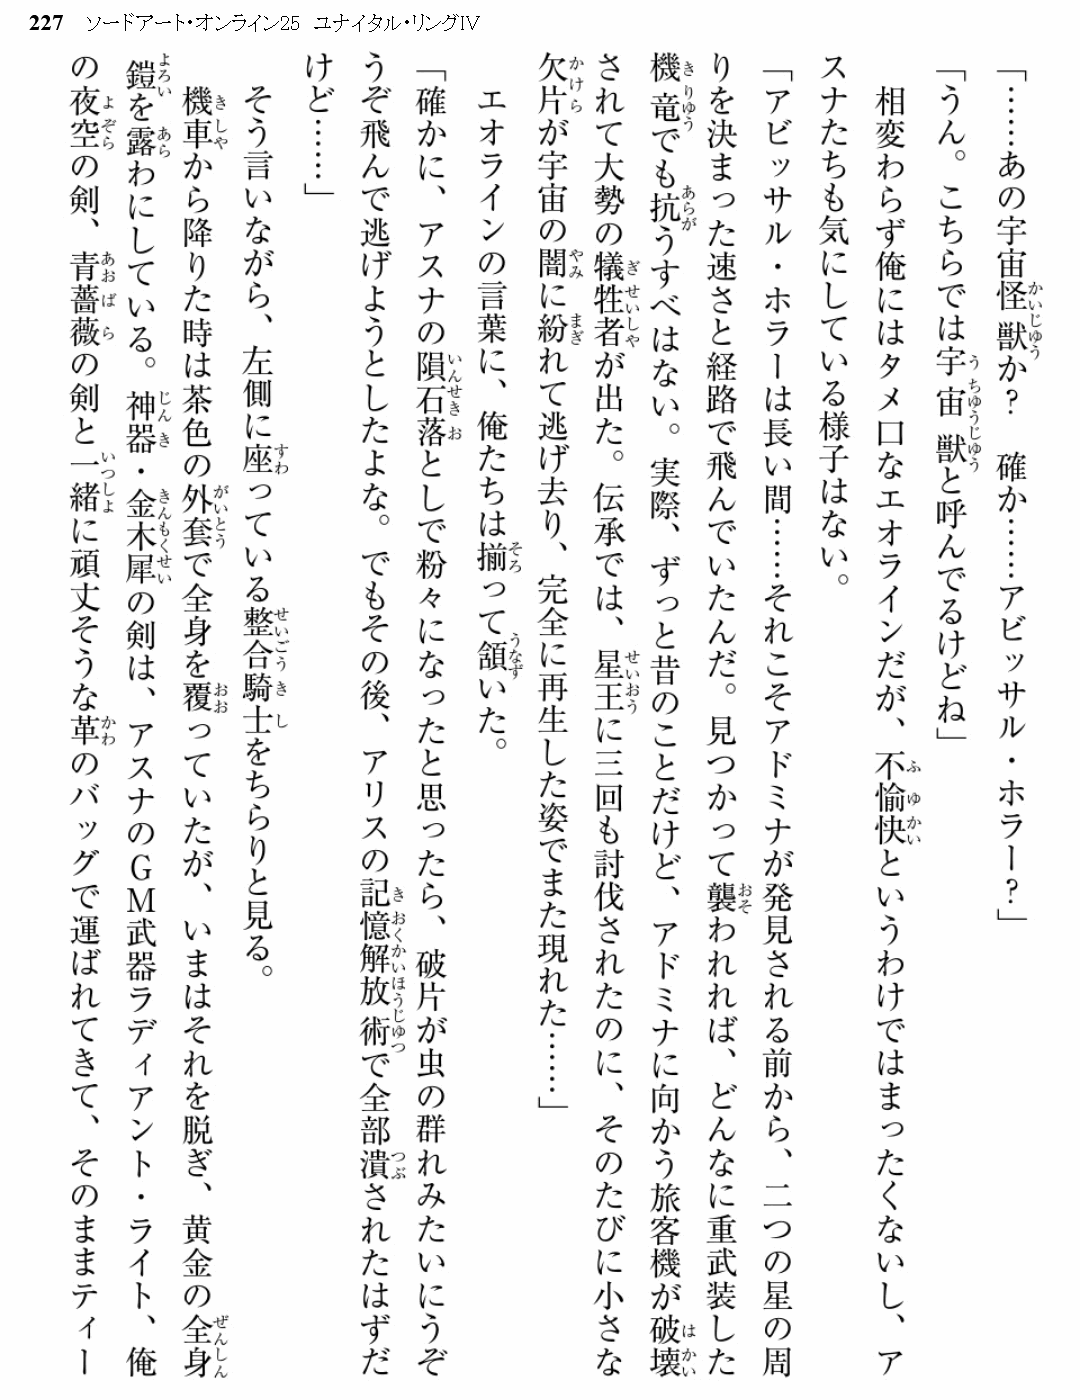 227 ソードアート・オンライン25 ユナイタル・リングⅣ
「……あの宇宙怪獣か？ 確か……アビッサル・ホラー？」
「うん。こちらでは宇宙獣と呼んでるけどね」
相変わらず俺にはタメ口なエオラインだが、不愉快というわけではまったくないし、ア
スナたちも気にしている様子はない。
「アビッサル・ホラーは長い間……それこそアドミナが発見される前から、二つの星の周
りを決まった速さと経路で飛んでいたんだ。見つかって襲われれば、どんなに重武装した
機竜でも抗うすべはない。実際、ずっと昔のことだけど、アドミナに向かう旅客機が破壊
されて大勢の犠牲者が出た。伝承では、星王に三回も討伐されたのに、そのたびに小さな
欠片が宇宙の闇に紛れて逃げ去り、完全に再生した姿でまた現れた……」
エオラインの言葉に、俺たちは揃って頷いた。
「確かに、アスナの隕石落としで粉々になったと思ったら、破片が虫の群れみたいにうぞ
うぞ飛んで逃げようとしたよな。でもその後、アリスの記憶解放術で全部潰されたはずだ
けど……」
そう言いながら、左側に座っている整合騎士をちらりと見る。
機車から降りた時は茶色の外套で全身を覆っていたが、いまはそれを脱ぎ、黄金の全身
鎧を露わにしている。神器・金木犀の剣は、アスナのGM武器ラディアント・ライト、俺
の夜空の剣、青薔薇の剣と一緒に頑丈そうな革のバッグで運ばれてきて、そのままティー